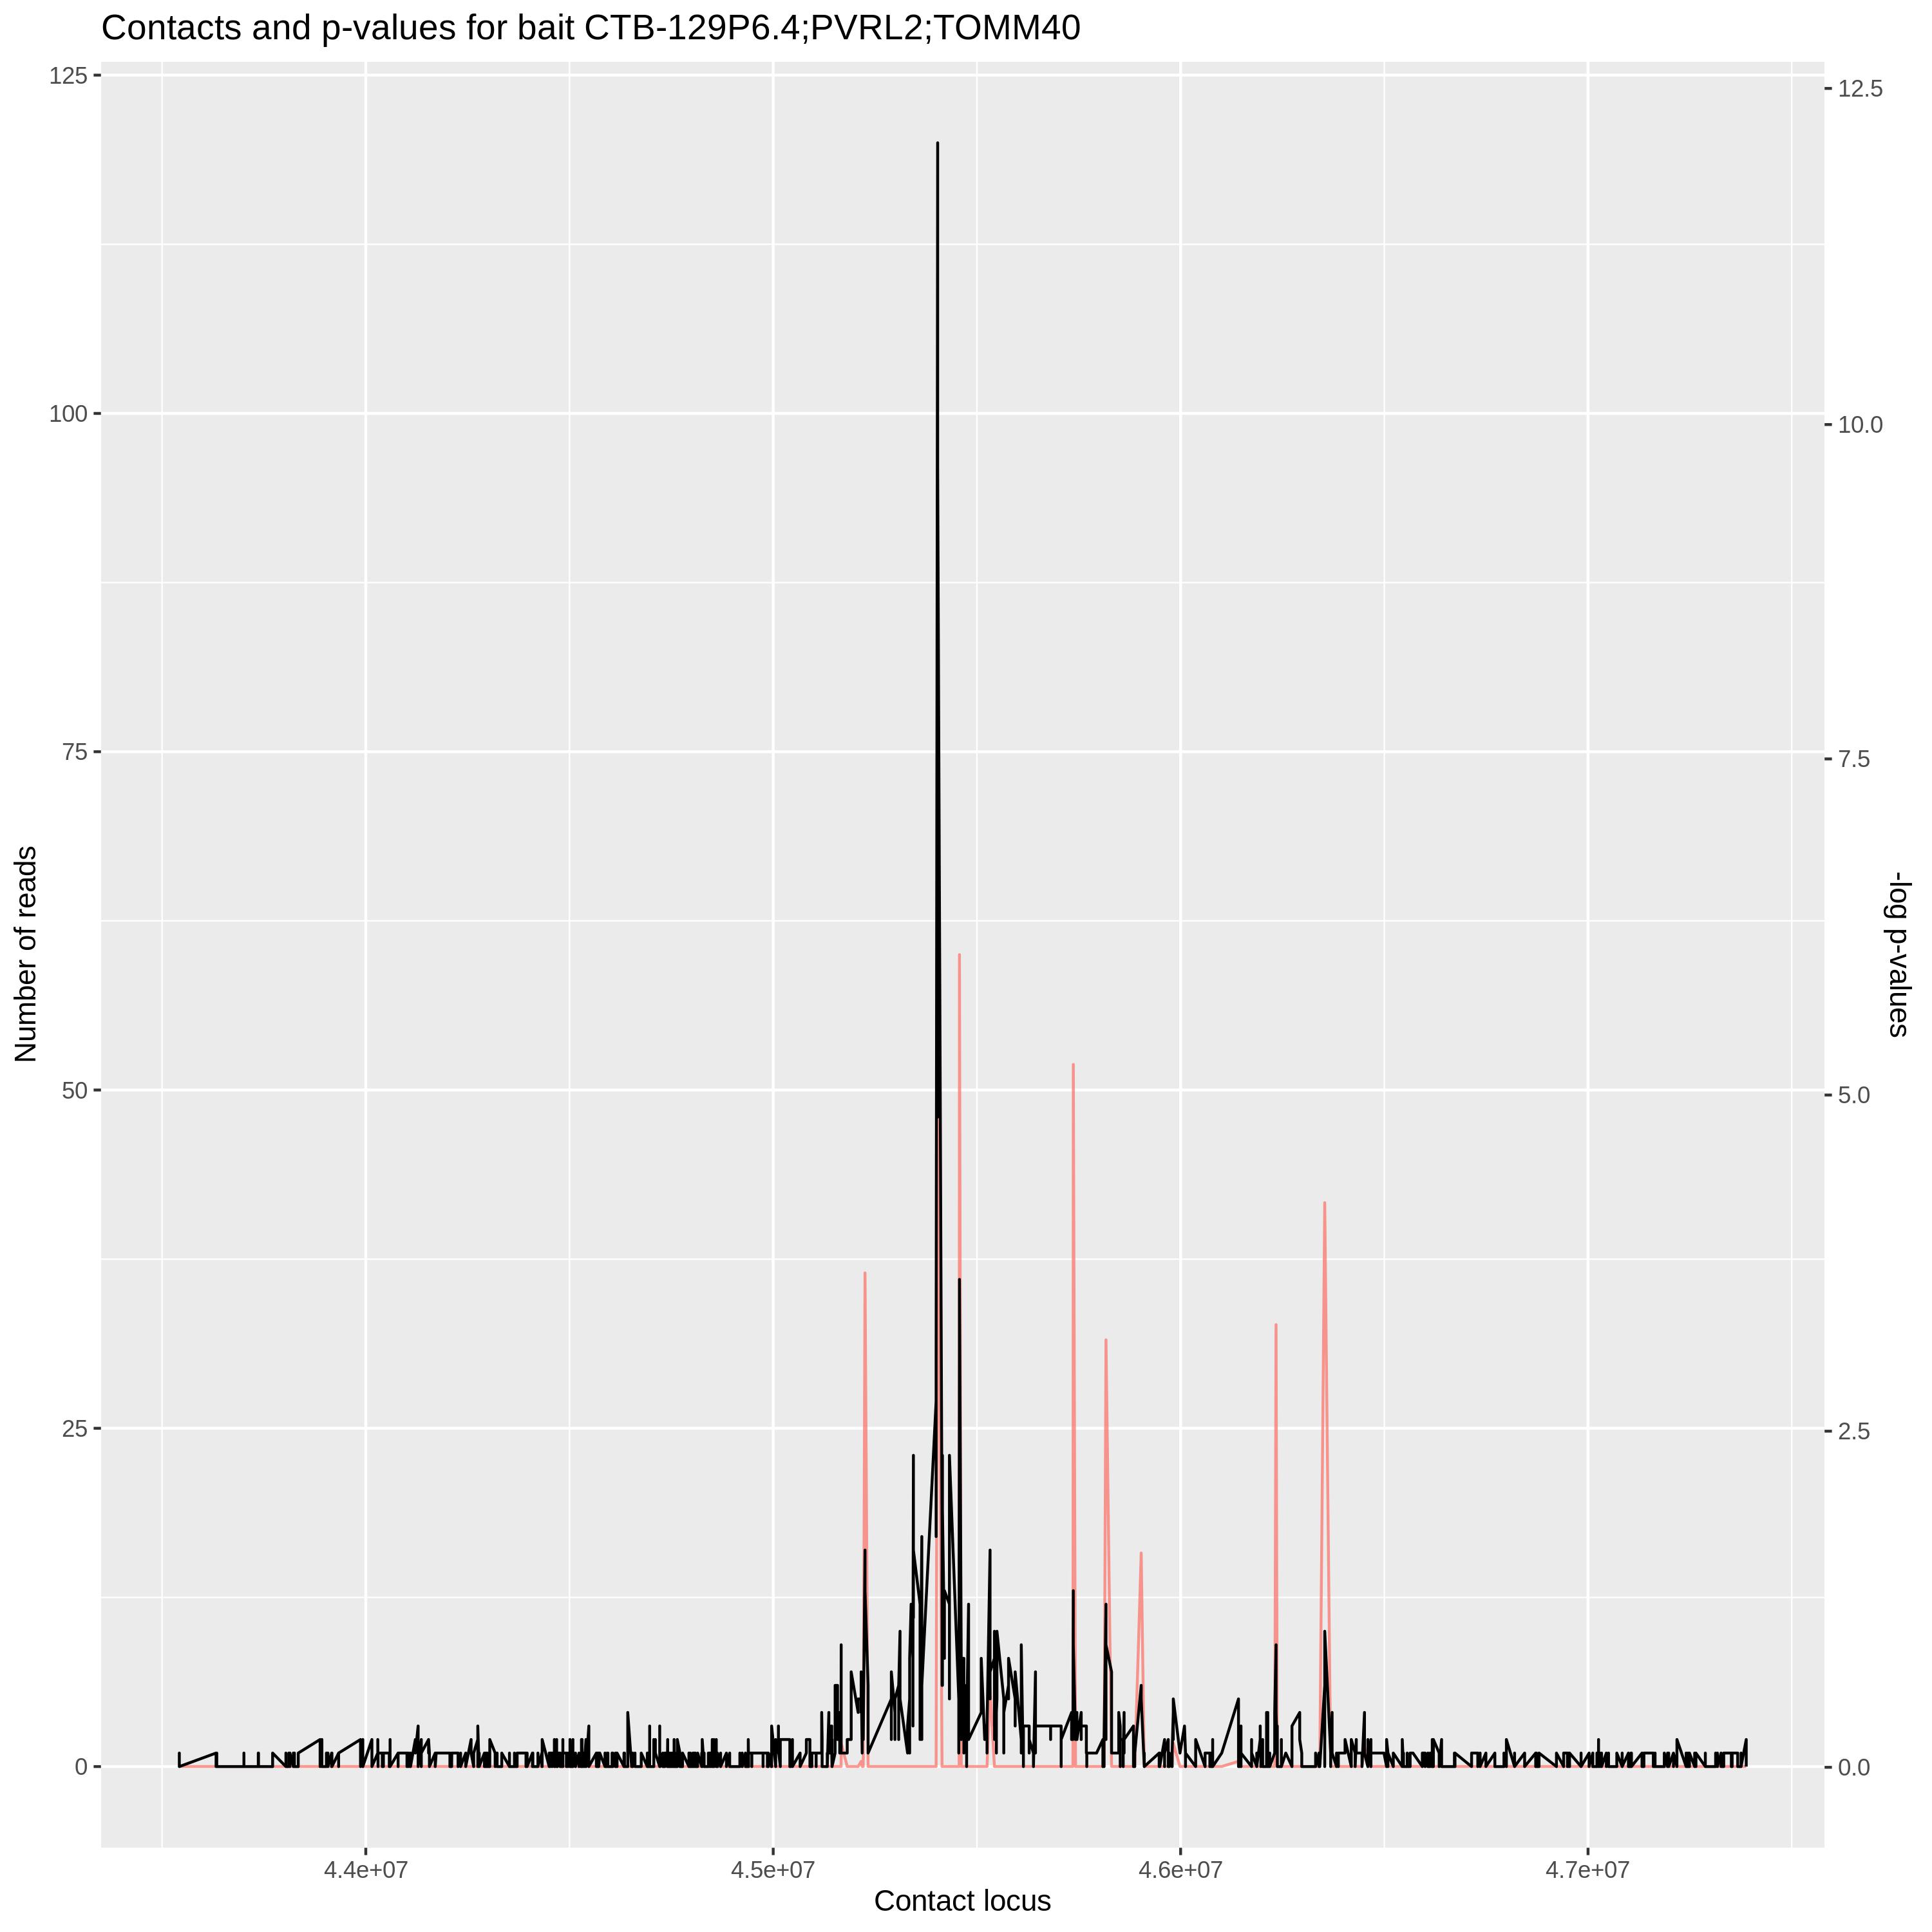 Contacts and p-values for bait CTB-129P6.4;PVRL2;TOMM40
125
100
75
50
25
0
Number of reads
12.5
10.0
7.5
5.0
2.5
0.0
-log p-values
4.4e+07 4.5e+07 4.6e+07 4.7e+07
Contact locus